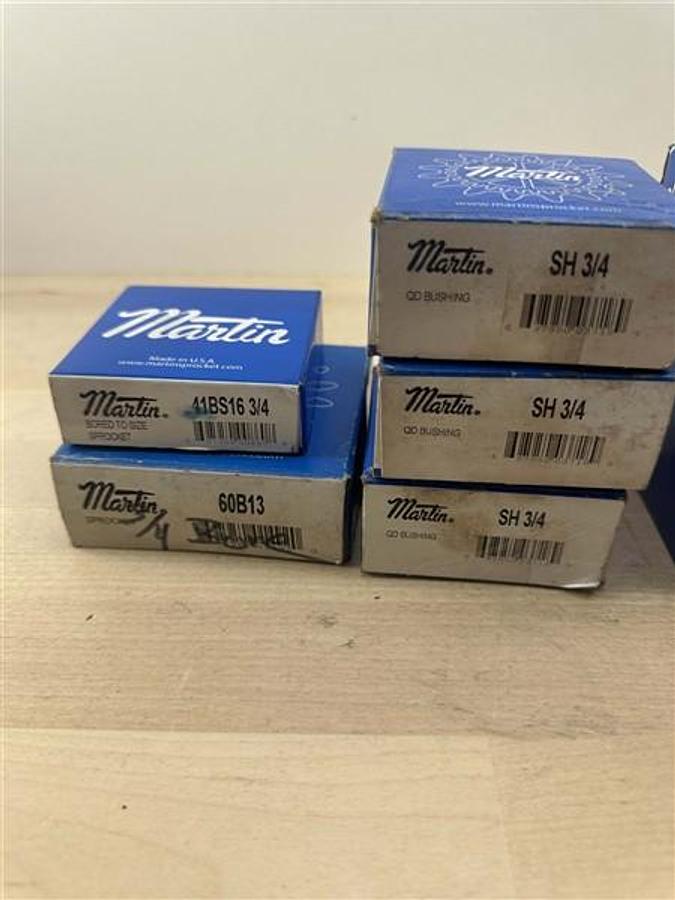 Martin
Made in U.S.A.
www.martinsprocket.com
Martin. 41BS16 3/4
BORED TO SIZE
SPROCKET
Martin. 60B13
SPROCKET
3/4
Martin
www.martinsprocket.com
Martin. SH 3/4
QD BUSHING
Martin. SH 3/4
QD BUSHING
Martin. SH 3/4
QD BUSHING